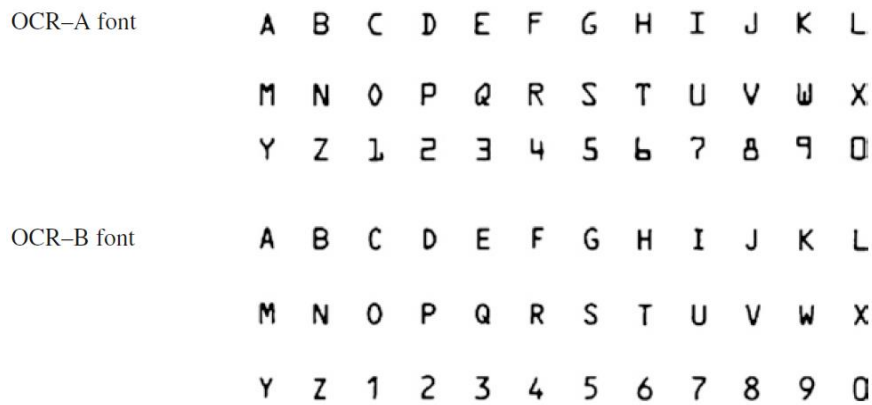 OCR–A font A B C D E F G H I J K L
M N O P Q R S T U V W X
Y Z 1 2 3 4 5 6 7 8 9 0
OCR–B font A B C D E F G H I J K L
M N O P Q R S T U V W X
Y Z 1 2 3 4 5 6 7 8 9 0